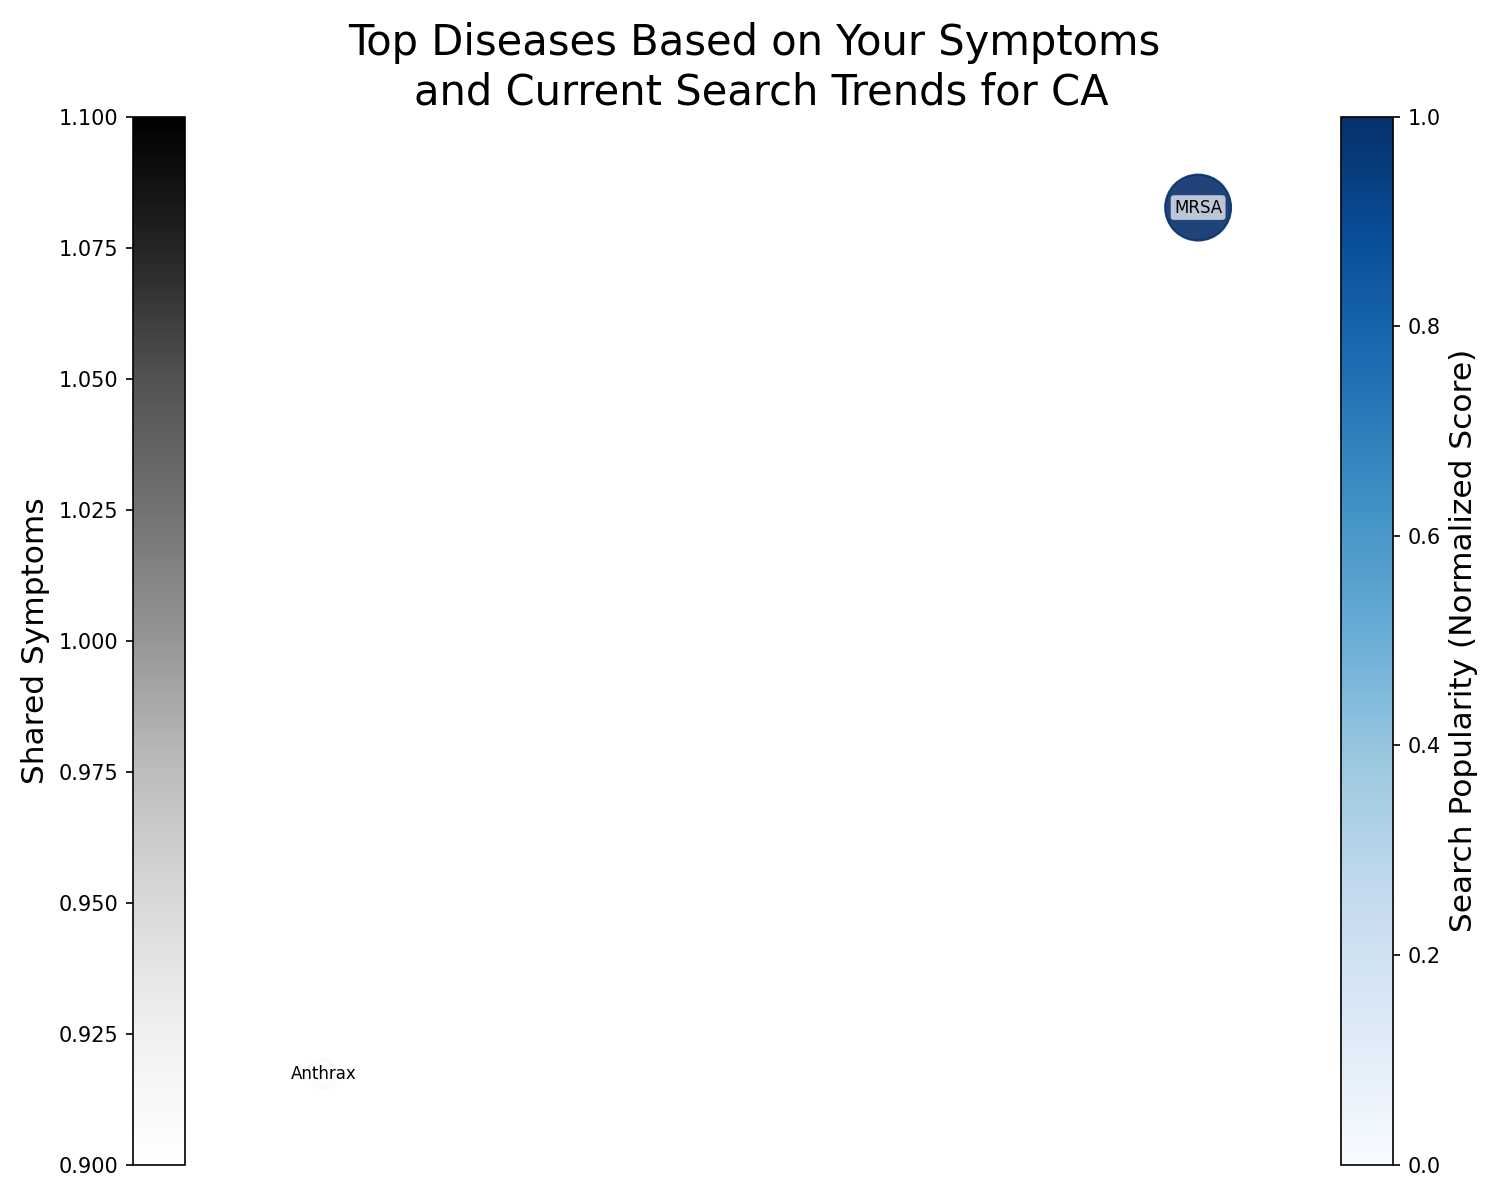 Top Diseases Based on Your Symptoms
and Current Search Trends for CA
Shared Symptoms
1.100
1.075
1.050
1.025
1.000
0.975
0.950
0.925
0.900
MRSA
Anthrax
1.0
0.8
0.6
0.4
0.2
0.0
Search Popularity (Normalized Score)